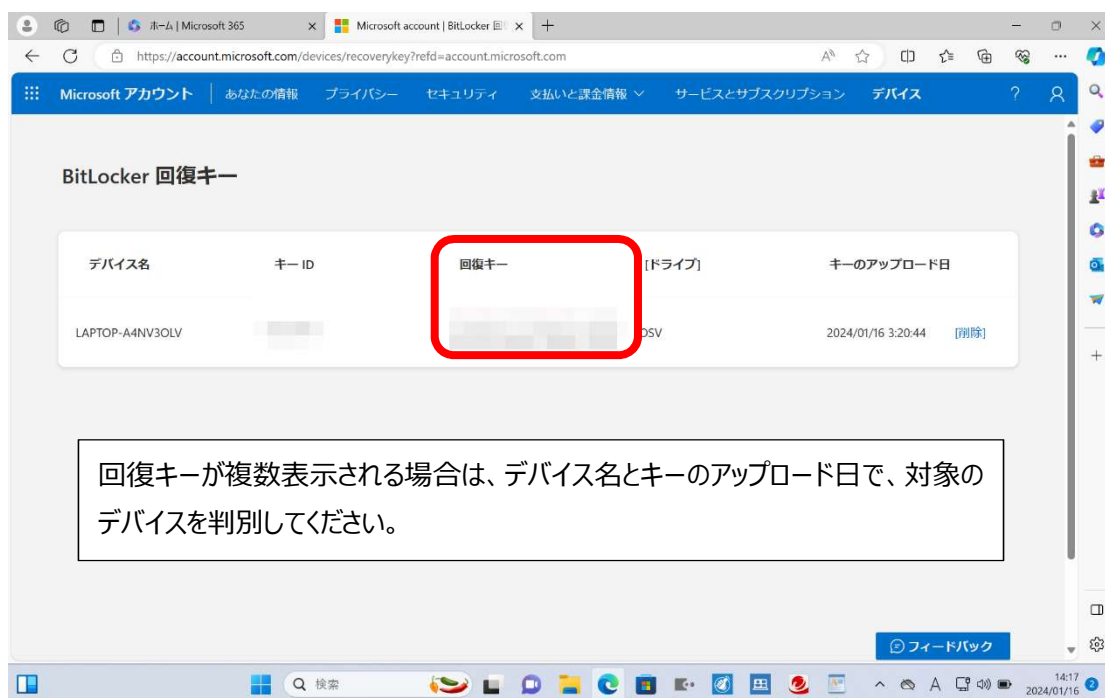 ホーム | Microsoft 365
Microsoft account | BitLocker 回
https://account.microsoft.com/devices/recoverykey?refd=account.microsoft.com
Microsoft アカウント
あなたの情報
プライバシー
セキュリティ
支払いと課金情報
サービスとサブスクリプション
デバイス
?
BitLocker 回復キー
デバイス名 キー ID 回復キー [ドライブ] キーのアップロード日
LAPTOP-A4NV3OLV OSV 2024/01/16 3:20:44 [削除]
回復キーが複数表示される場合は、デバイス名とキーのアップロード日で、対象の
デバイスを判別してください。
フィードバック
検索
A
14:17
2024/01/16
2